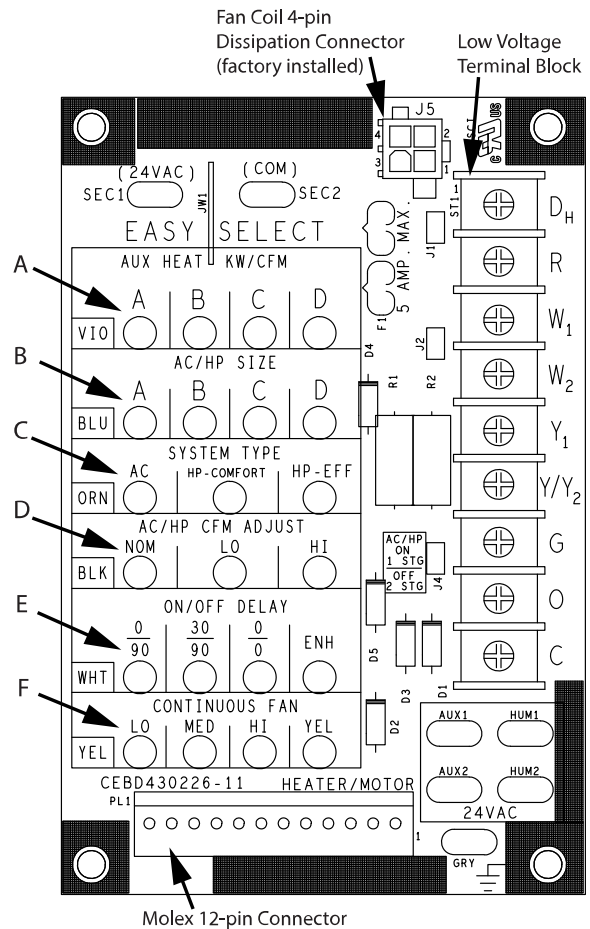 Fan Coil 4-pin
Dissipation Connector
(factory installed)
Low Voltage
Terminal Block
J5
4
2
3
1
SCI
C US
(24VAC)
SEC1
JW1
(COM)
SEC2
EASY SELECT
5 AMP. MAX.
F1
J1
ST1
1
DH
R
W1
W2
Y1
Y/Y2
G
O
C
AUX HEAT KW/CFM
A
A B C D
VIO
J2
D4
R1
R2
AC/HP SIZE
B
A B C D
BLU
SYSTEM TYPE
C
AC HP-COMFORT HP-EFF
ORN
AC/HP CFM ADJUST
D
NOM LO HI
BLK
AC/HP
ON
1 STG
OFF
2 STG
J4
ON/OFF DELAY
E
0/90 30/90 0/0 ENH
WHT
D5
D3
D1
CONTINUOUS FAN
F
LO MED HI YEL
YEL
D2
AUX1 HUM1
AUX2 HUM2
24VAC
CEBD430226-11 HEATER/MOTOR
PL1
1
GRY
Molex 12-pin Connector